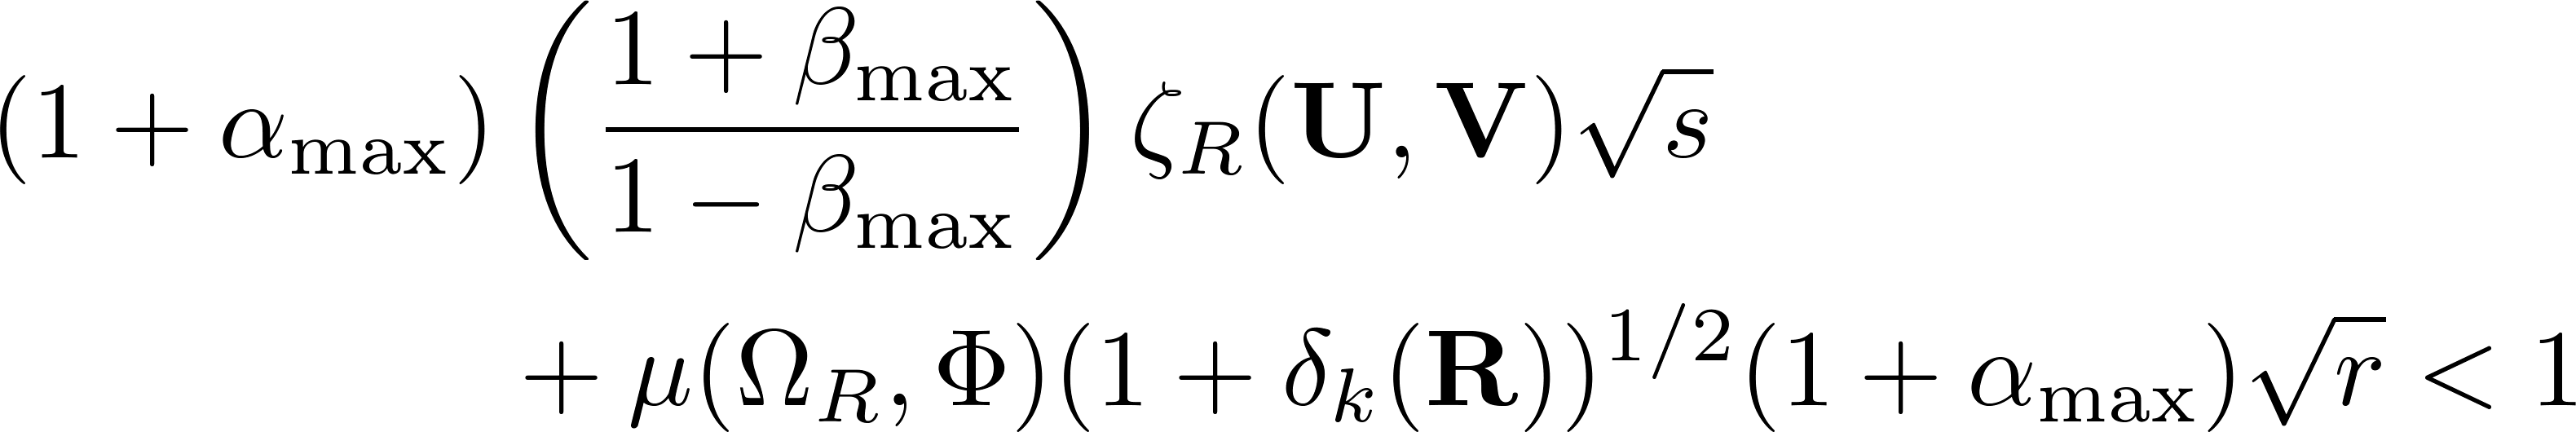 (1 + α_max) ( (1 + β_max) / (1 − β_max) ) ζ_R(𝐔, 𝐕)√s
+ μ(Ω_R, Φ)(1 + δ_k(𝐑))^{1/2}(1 + α_max)√r < 1